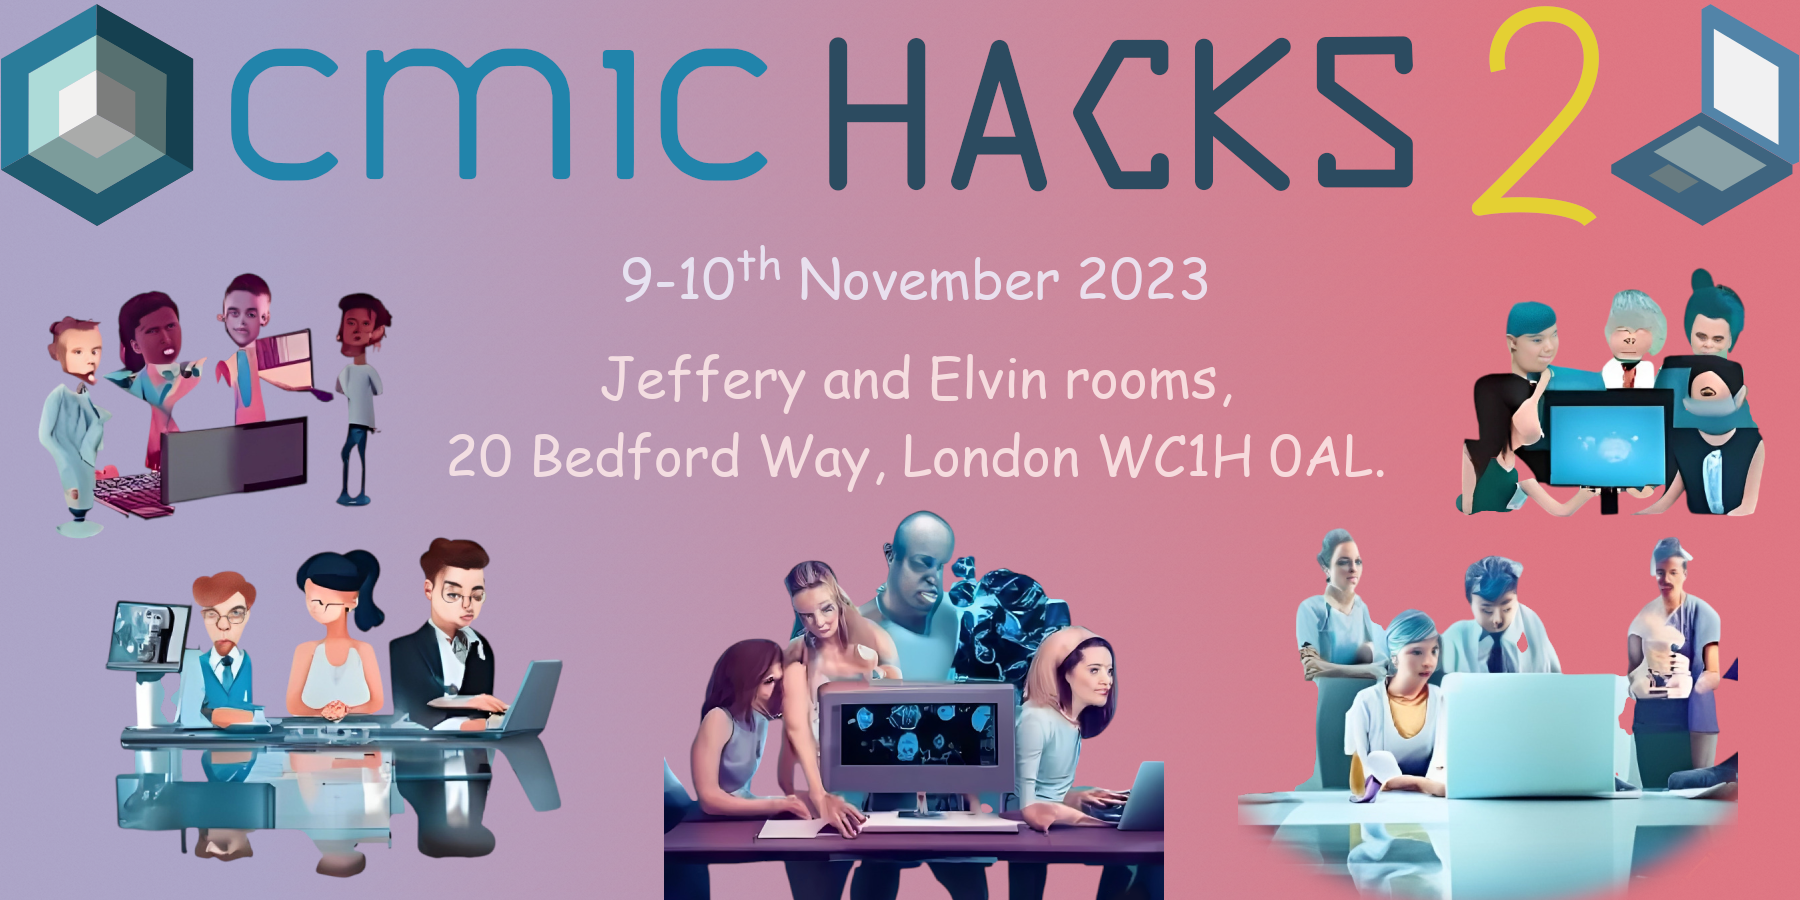 cmic HACKS 2
9-10th November 2023
Jeffery and Elvin rooms,
20 Bedford Way, London WC1H 0AL.